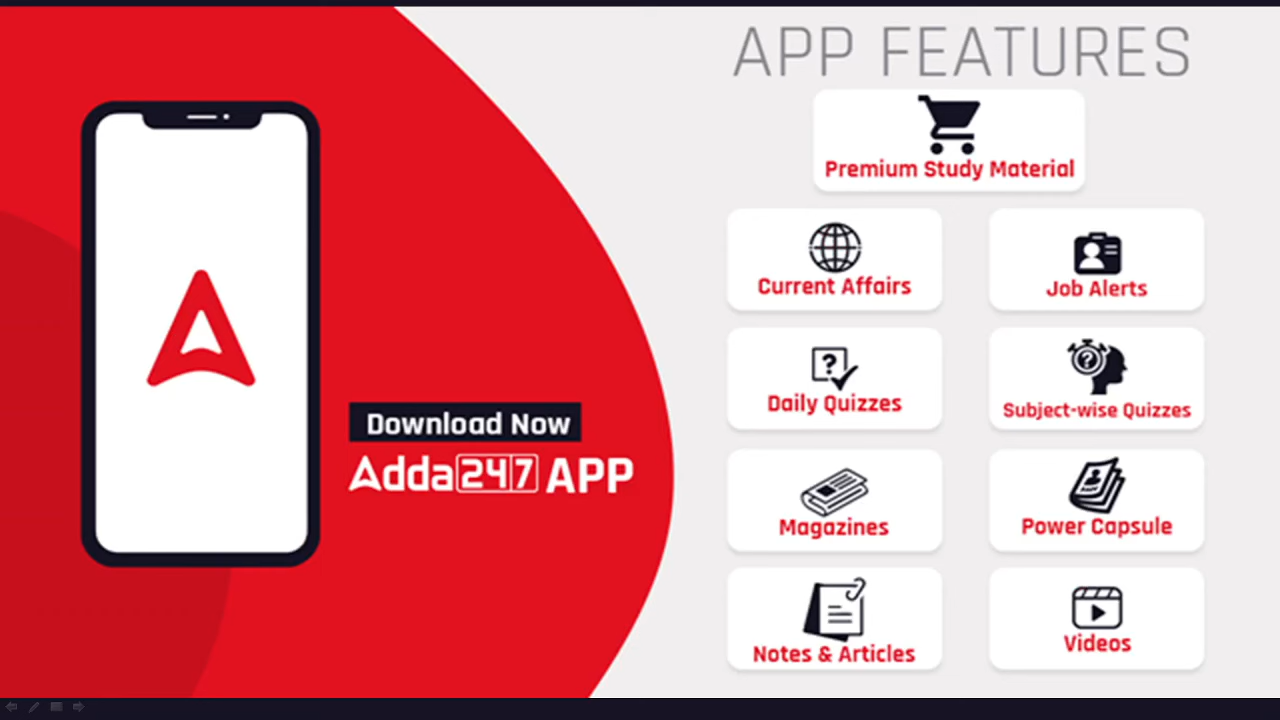 APP FEATURES
Premium Study Material
Current Affairs
Job Alerts
Daily Quizzes
Subject-wise Quizzes
Magazines
Power Capsule
Notes & Articles
Videos
Download Now
Adda247 APP